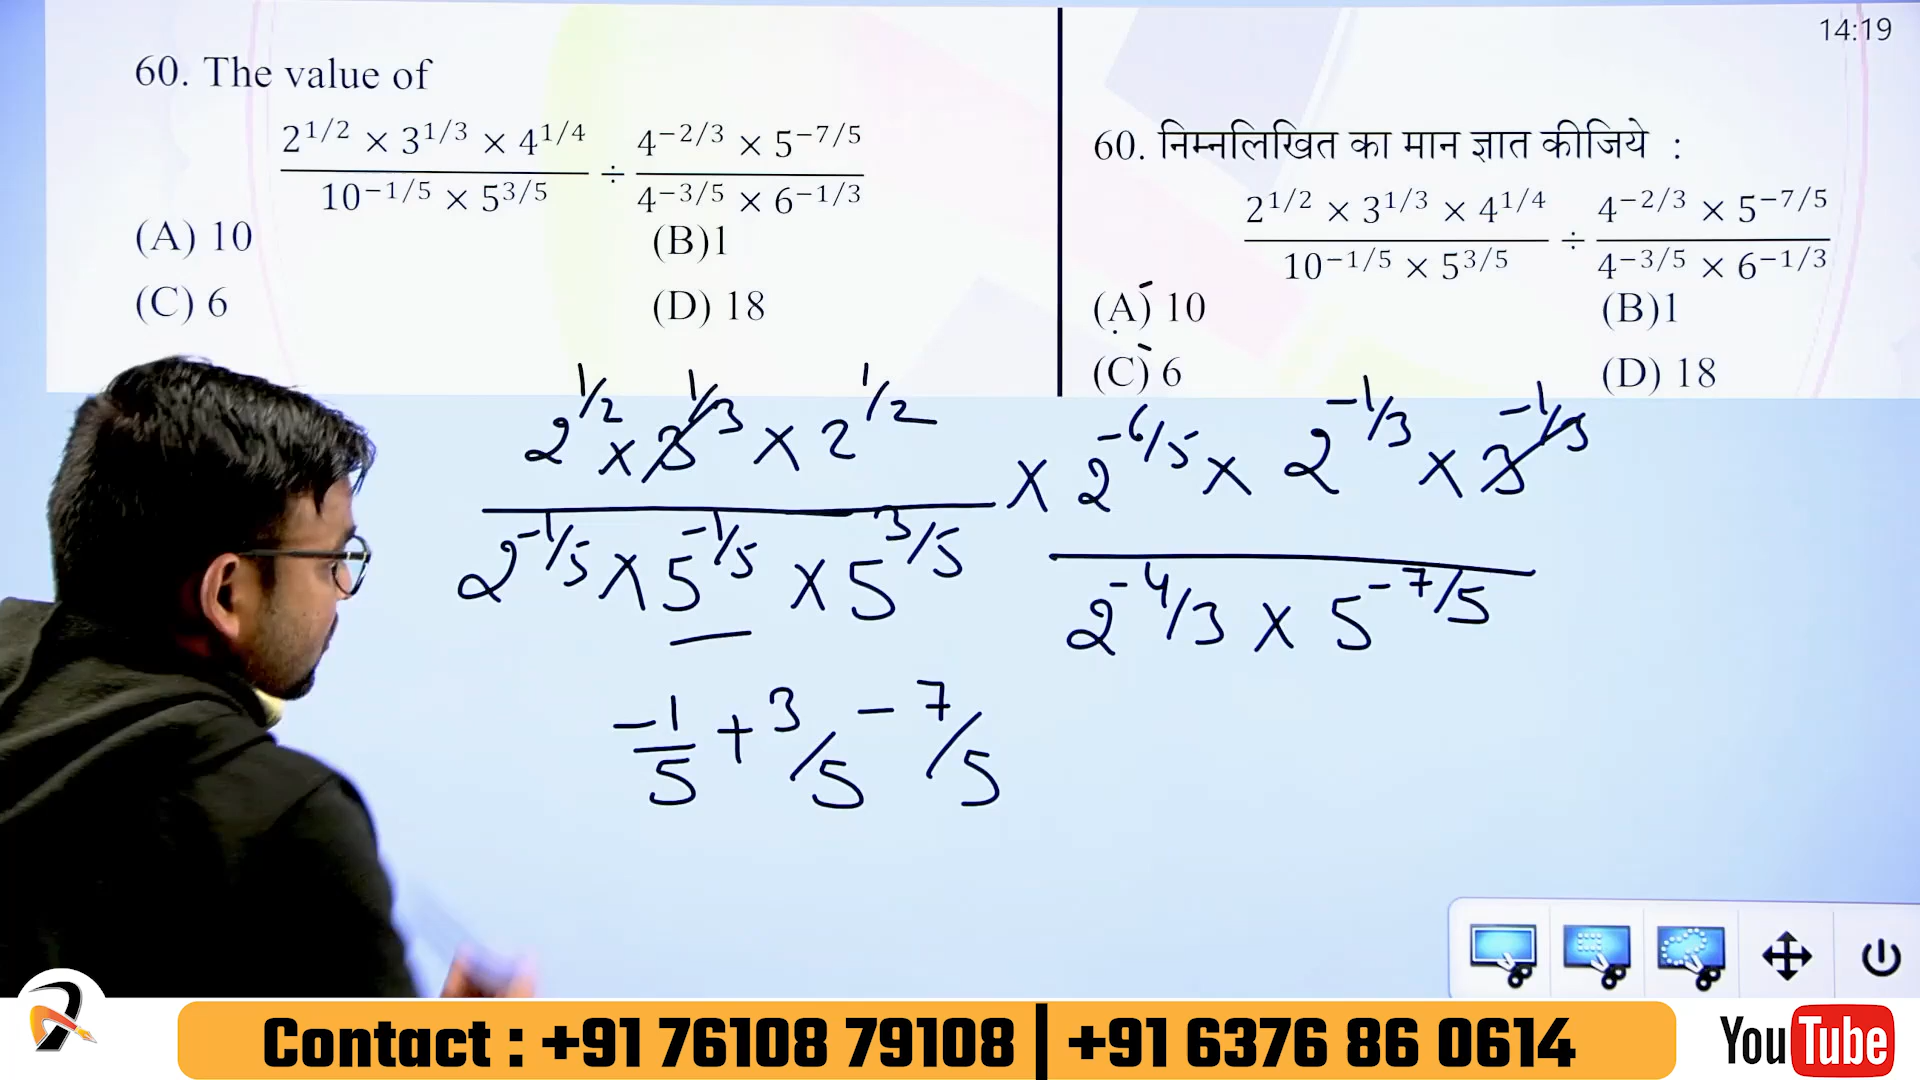 14:19
60. The value of
2^{1/2} × 3^{1/3} × 4^{1/4} / 10^{-1/5} × 5^{3/5} ÷ 4^{-2/3} × 5^{-7/5} / 4^{-3/5} × 6^{-1/3}
(A) 10 (B)1
(C) 6 (D) 18
60. निम्नलिखित का मान ज्ञात कीजिये :
2^{1/2} × 3^{1/3} × 4^{1/4} / 10^{-1/5} × 5^{3/5} ÷ 4^{-2/3} × 5^{-7/5} / 4^{-3/5} × 6^{-1/3}
(A) 10 (B)1
(C) 6 (D) 18
2^{1/2} × 3^{1/3} × 2^{1/2} / 2^{-1/5} × 5^{-1/5} × 5^{3/5} × 2^{-6/5} × 2^{-1/3} × 3^{-1/3} / 2^{-4/3} × 5^{-7/5}
-1/5 + 3/5 - 7/5
Contact : +91 76108 79108 | +91 6376 86 0614
YouTube